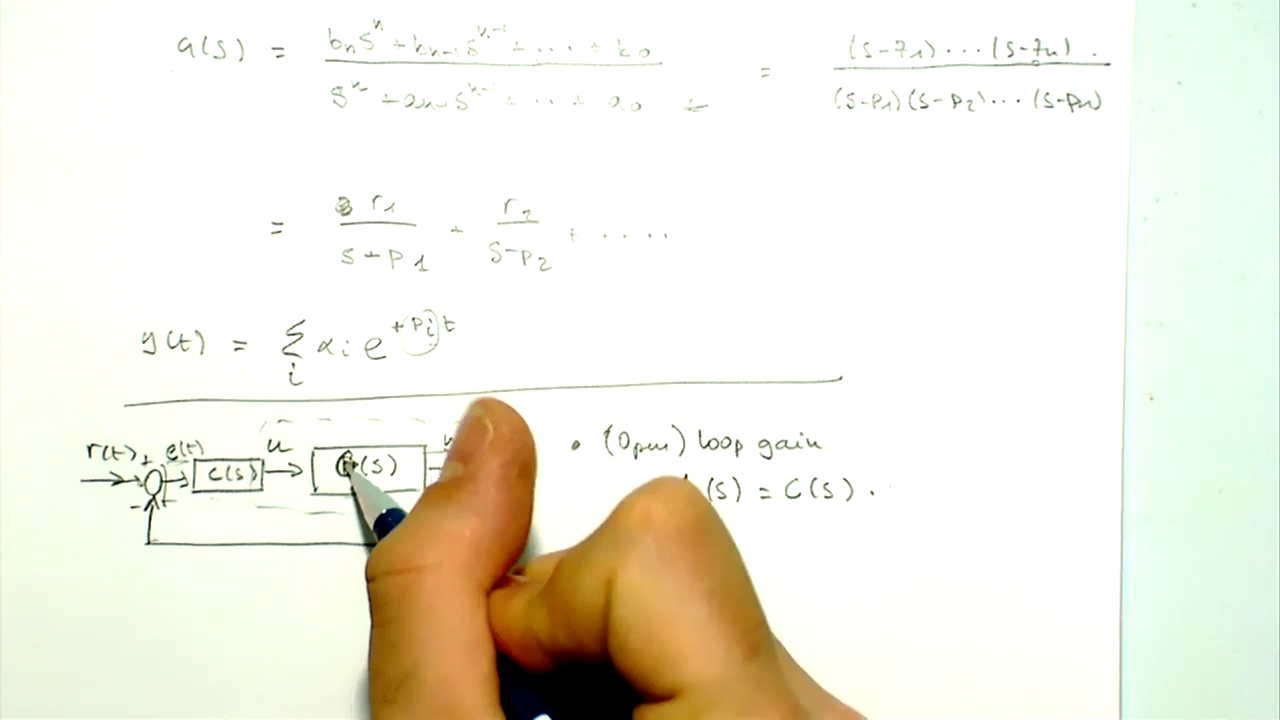 G(s) = (bₙsⁿ + bₙ₋₁sⁿ⁻¹ + ... + b₀) / (sⁿ + aₙ₋₁sⁿ⁻¹ + ... + a₀) ← = (s-z₁) ... (s-zₙ) . / (s-p₁)(s-p₂) ... (s-pₙ)
= r₁ / (s+p₁) + r₂ / (s-p₂) + .....
y(t) = Σᵢ αᵢ e^(+pᵢ)t
r(t) + e(t) C(s) u (s) -
• (Open) loop gain
(s) = C(s) .